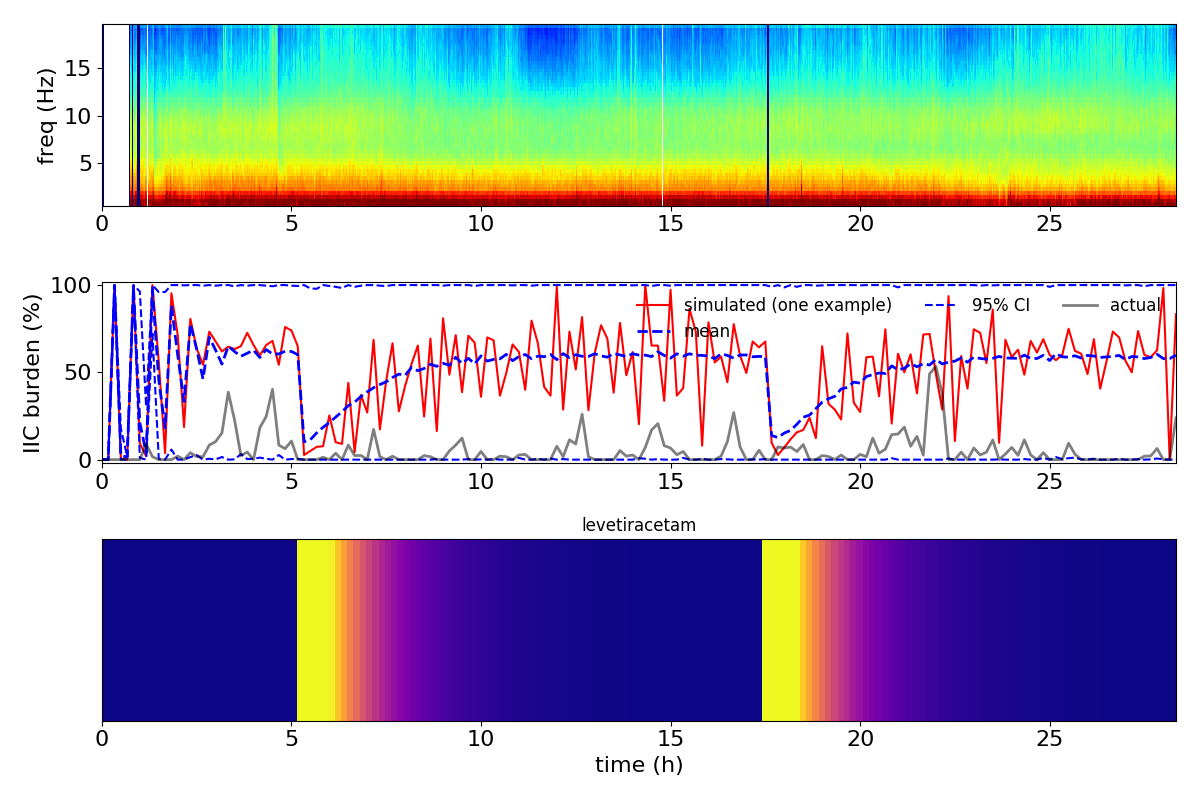 freq (Hz)
15
10
5
0 5 10 15 20 25
IIC burden (%)
100
50
0
simulated (one example) 95% CI actual
mean
0 5 10 15 20 25
levetiracetam
0 5 10 15 20 25
time (h)